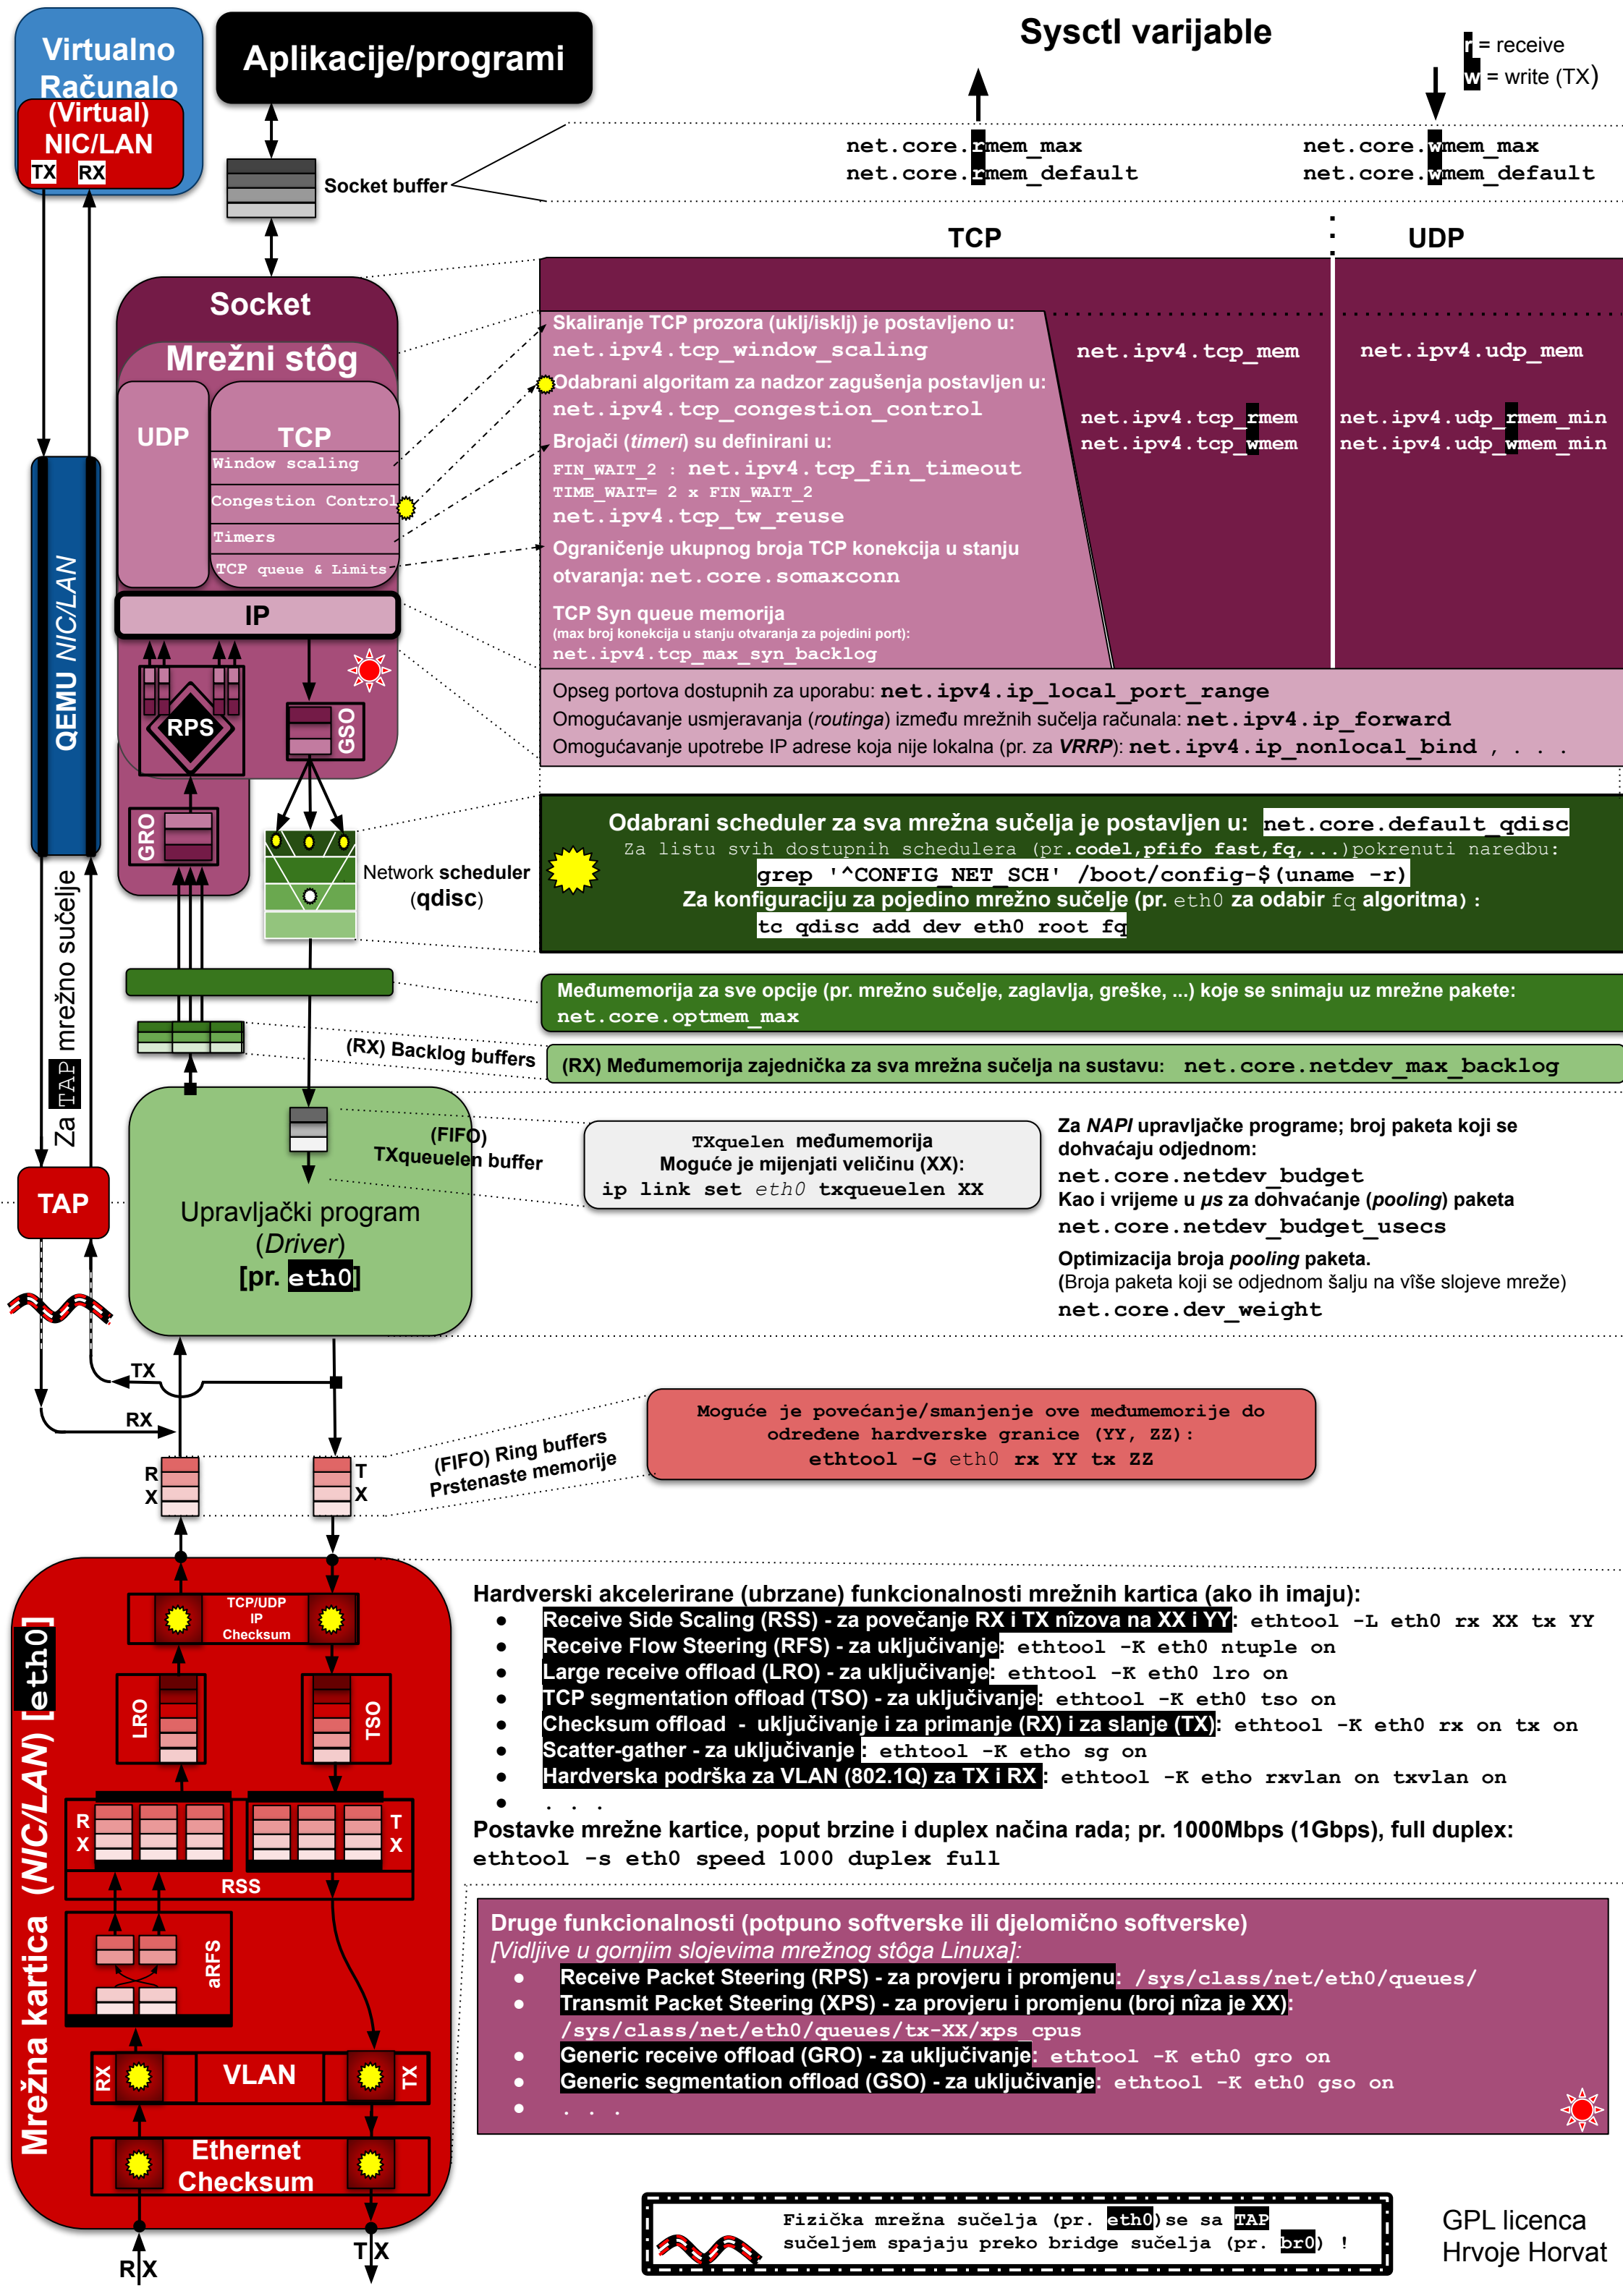 Virtualno
Računalo
(Virtual)
NIC/LAN
TX RX
Aplikacije/programi
Sysctl varijable
r = receive
w = write (TX)
Socket buffer
net.core.rmem_max
net.core.rmem_default
net.core.wmem_max
net.core.wmem_default
TCP
UDP
Socket
Mrežni stôg
UDP
TCP
Window scaling
Congestion Control
Timers
TCP queue & Limits
IP
RPS
GSO
GRO
Skaliranje TCP prozora (uklj/isklj) je postavljeno u:
net.ipv4.tcp_window_scaling
Odabrani algoritam za nadzor zagušenja postavljen u:
net.ipv4.tcp_congestion_control
Brojači (timeri) su definirani u:
FIN_WAIT_2 : net.ipv4.tcp_fin_timeout
TIME_WAIT= 2 x FIN_WAIT_2
net.ipv4.tcp_tw_reuse
Ograničenje ukupnog broja TCP konekcija u stanju
otvaranja: net.core.somaxconn
TCP Syn queue memorija
(max broj konekcija u stanju otvaranja za pojedini port):
net.ipv4.tcp_max_syn_backlog
net.ipv4.tcp_mem
net.ipv4.tcp_rmem
net.ipv4.tcp_wmem
net.ipv4.udp_mem
net.ipv4.udp_rmem_min
net.ipv4.udp_wmem_min
Opseg portova dostupnih za uporabu: net.ipv4.ip_local_port_range
Omogućavanje usmjeravanja (routinga) između mrežnih sučelja računala: net.ipv4.ip_forward
Omogućavanje upotrebe IP adrese koja nije lokalna (pr. za VRRP): net.ipv4.ip_nonlocal_bind , . . .
QEMU NIC/LAN
Za TAP mrežno sučelje
Network scheduler
(qdisc)
Odabrani scheduler za sva mrežna sučelja je postavljen u: net.core.default_qdisc
Za listu svih dostupnih schedulera (pr.codel,pfifo fast,fq,...)pokrenuti naredbu:
grep '^CONFIG_NET_SCH' /boot/config-$(uname -r)
Za konfiguraciju za pojedino mrežno sučelje (pr. eth0 za odabir fq algoritma):
tc qdisc add dev eth0 root fq
Međumemorija za sve opcije (pr. mrežno sučelje, zaglavlja, greške, ...) koje se snimaju uz mrežne pakete:
net.core.optmem_max
(RX) Backlog buffers
(RX) Međumemorija zajednička za sva mrežna sučelja na sustavu: net.core.netdev_max_backlog
(FIFO)
TXqueuelen buffer
TXquelen međumemorija
Moguće je mijenjati veličinu (XX):
ip link set eth0 txqueuelen XX
Za NAPI upravljačke programe; broj paketa koji se
dohvaćaju odjednom:
net.core.netdev_budget
Kao i vrijeme u µs za dohvaćanje (pooling) paketa
net.core.netdev_budget_usecs
Optimizacija broja pooling paketa.
(Broja paketa koji se odjednom šalju na vîše slojeve mreže)
net.core.dev_weight
TAP
Upravljački program
(Driver)
[pr. eth0]
TX
RX
RX
TX
(FIFO) Ring buffers
Prstenaste memorije
Moguće je povećanje/smanjenje ove međumemorije do
određene hardverske granice (YY, ZZ):
ethtool -G eth0 rx YY tx ZZ
Mrežna kartica (NIC/LAN) [eth0]
TCP/UDP
IP
Checksum
LRO
TSO
RX
TX
RSS
aRFS
RX
VLAN
TX
Ethernet
Checksum
RX
TX
Hardverski akcelerirane (ubrzane) funkcionalnosti mrežnih kartica (ako ih imaju):
● Receive Side Scaling (RSS) - za povečanje RX i TX nîzova na XX i YY: ethtool -L eth0 rx XX tx YY
● Receive Flow Steering (RFS) - za uključivanje: ethtool -K eth0 ntuple on
● Large receive offload (LRO) - za uključivanje: ethtool -K eth0 lro on
● TCP segmentation offload (TSO) - za uključivanje: ethtool -K eth0 tso on
● Checksum offload - uključivanje i za primanje (RX) i za slanje (TX): ethtool -K eth0 rx on tx on
● Scatter-gather - za uključivanje : ethtool -K etho sg on
● Hardverska podrška za VLAN (802.1Q) za TX i RX : ethtool -K etho rxvlan on txvlan on
● . . .
Postavke mrežne kartice, poput brzine i duplex načina rada; pr. 1000Mbps (1Gbps), full duplex:
ethtool -s eth0 speed 1000 duplex full
Druge funkcionalnosti (potpuno softverske ili djelomično softverske)
[Vidljive u gornjim slojevima mrežnog stôga Linuxa]:
● Receive Packet Steering (RPS) - za provjeru i promjenu: /sys/class/net/eth0/queues/
● Transmit Packet Steering (XPS) - za provjeru i promjenu (broj nîza je XX):
/sys/class/net/eth0/queues/tx-XX/xps_cpus
● Generic receive offload (GRO) - za uključivanje: ethtool -K eth0 gro on
● Generic segmentation offload (GSO) - za uključivanje: ethtool -K eth0 gso on
● . . .
Fizička mrežna sučelja (pr. eth0)se sa TAP
sučeljem spajaju preko bridge sučelja (pr. br0) !
GPL licenca
Hrvoje Horvat